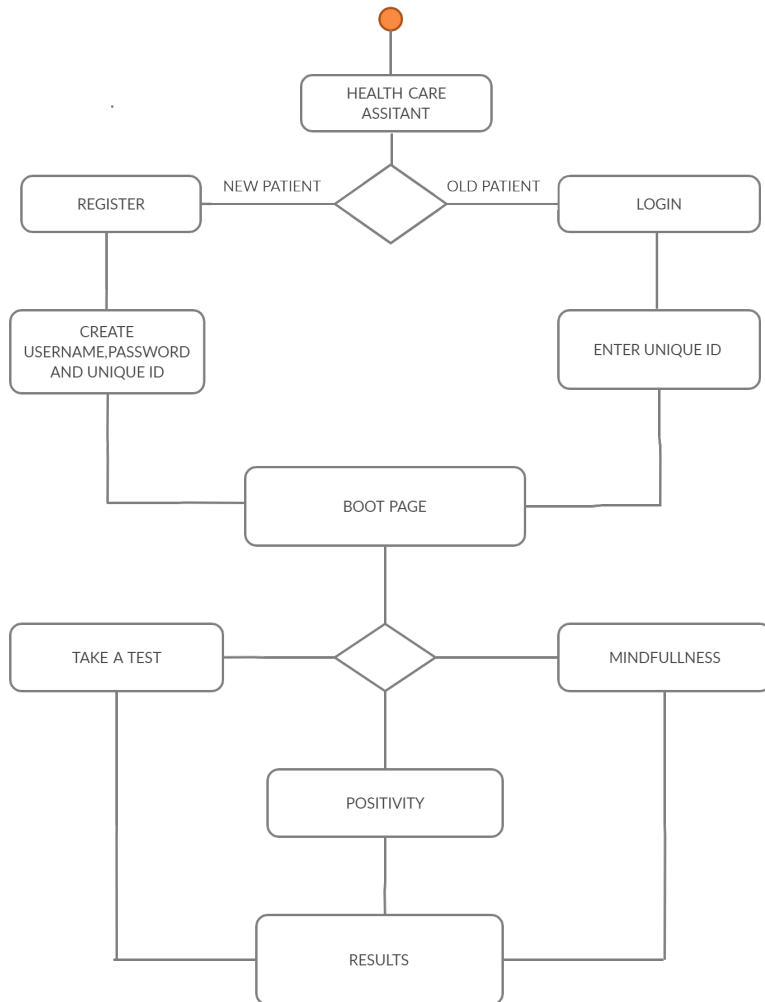 HEALTH CARE
ASSITANT
NEW PATIENT
OLD PATIENT
REGISTER
LOGIN
CREATE
USERNAME,PASSWORD
AND UNIQUE ID
ENTER UNIQUE ID
BOOT PAGE
TAKE A TEST
MINDFULLNESS
POSITIVITY
RESULTS